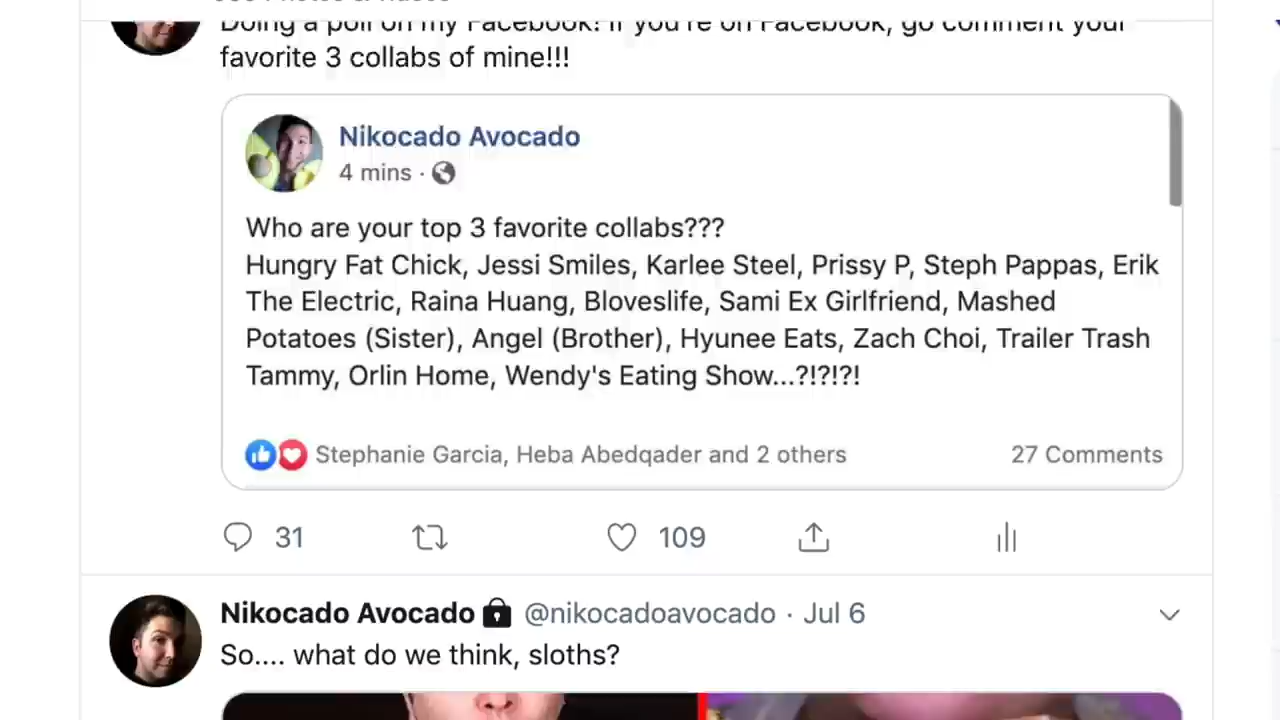 Doing a poll on my Facebook! If you're on Facebook, go comment your
favorite 3 collabs of mine!!!
Nikocado Avocado
4 mins ·
Who are your top 3 favorite collabs???
Hungry Fat Chick, Jessi Smiles, Karlee Steel, Prissy P, Steph Pappas, Erik
The Electric, Raina Huang, Bloveslife, Sami Ex Girlfriend, Mashed
Potatoes (Sister), Angel (Brother), Hyunee Eats, Zach Choi, Trailer Trash
Tammy, Orlin Home, Wendy's Eating Show...?!?!?!
Stephanie Garcia, Heba Abedqader and 2 others 27 Comments
31 109
Nikocado Avocado @nikocadoavocado · Jul 6
So.... what do we think, sloths?